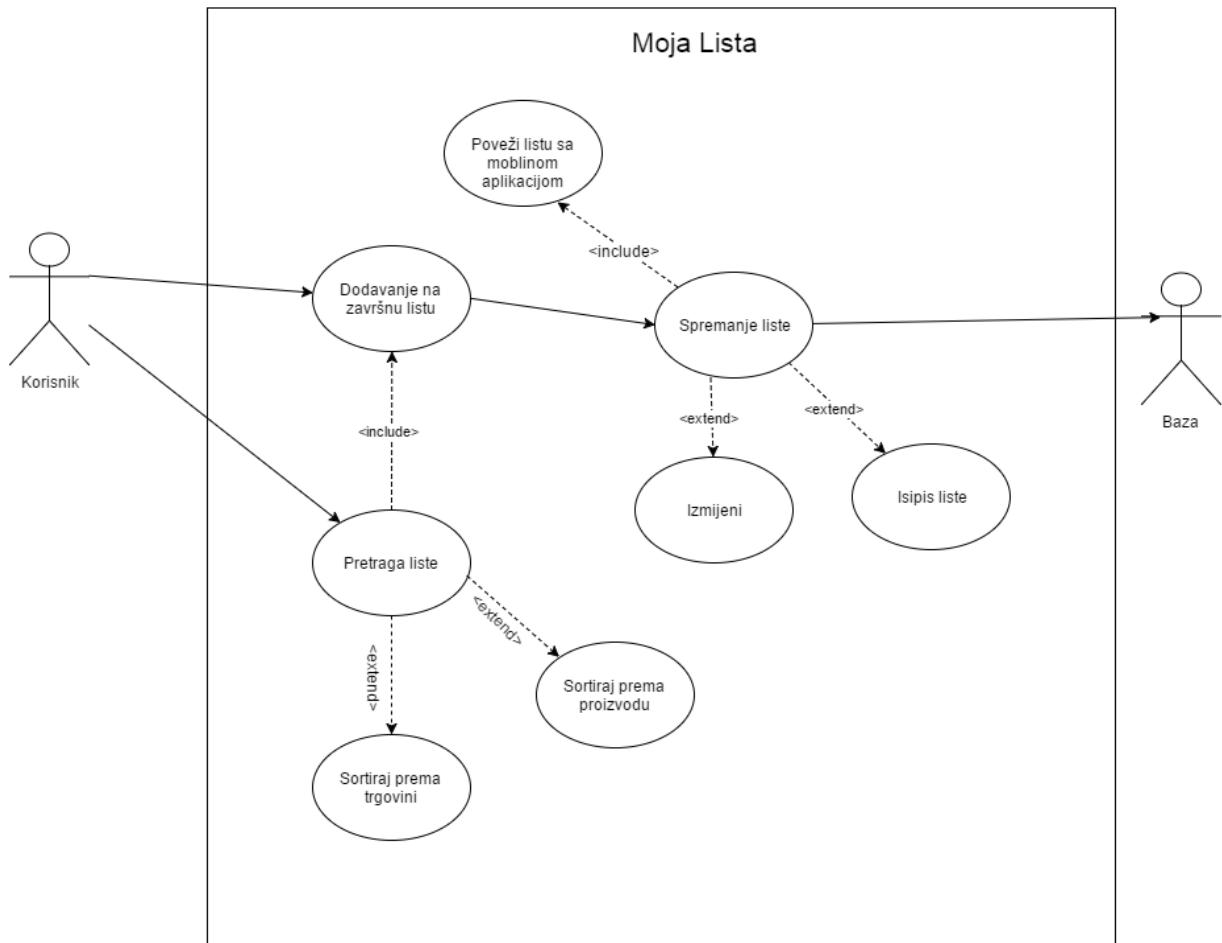 Moja Lista
Poveži listu sa
moblinom
aplikacijom
<include>
Dodavanje na
završnu listu
Spremanje liste
Korisnik
Baza
<include>
<extend>
<extend>
Izmijeni
Isipis liste
Pretraga liste
<extend>
<extend>
Sortiraj prema
proizvodu
Sortiraj prema
trgovini